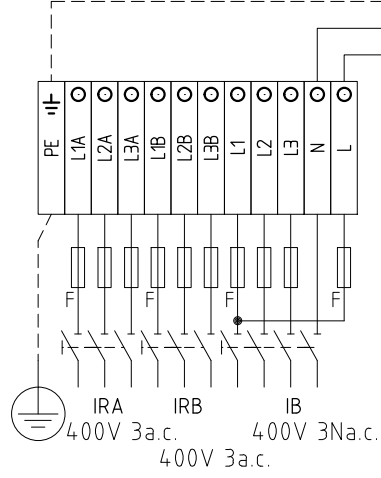 PE L1A L2A L3A L1B L2B L3B L1 L2 L3 N L
F F F F
IRA IRB IB
400V 3a.c. 400V 3Na.c.
400V 3a.c.